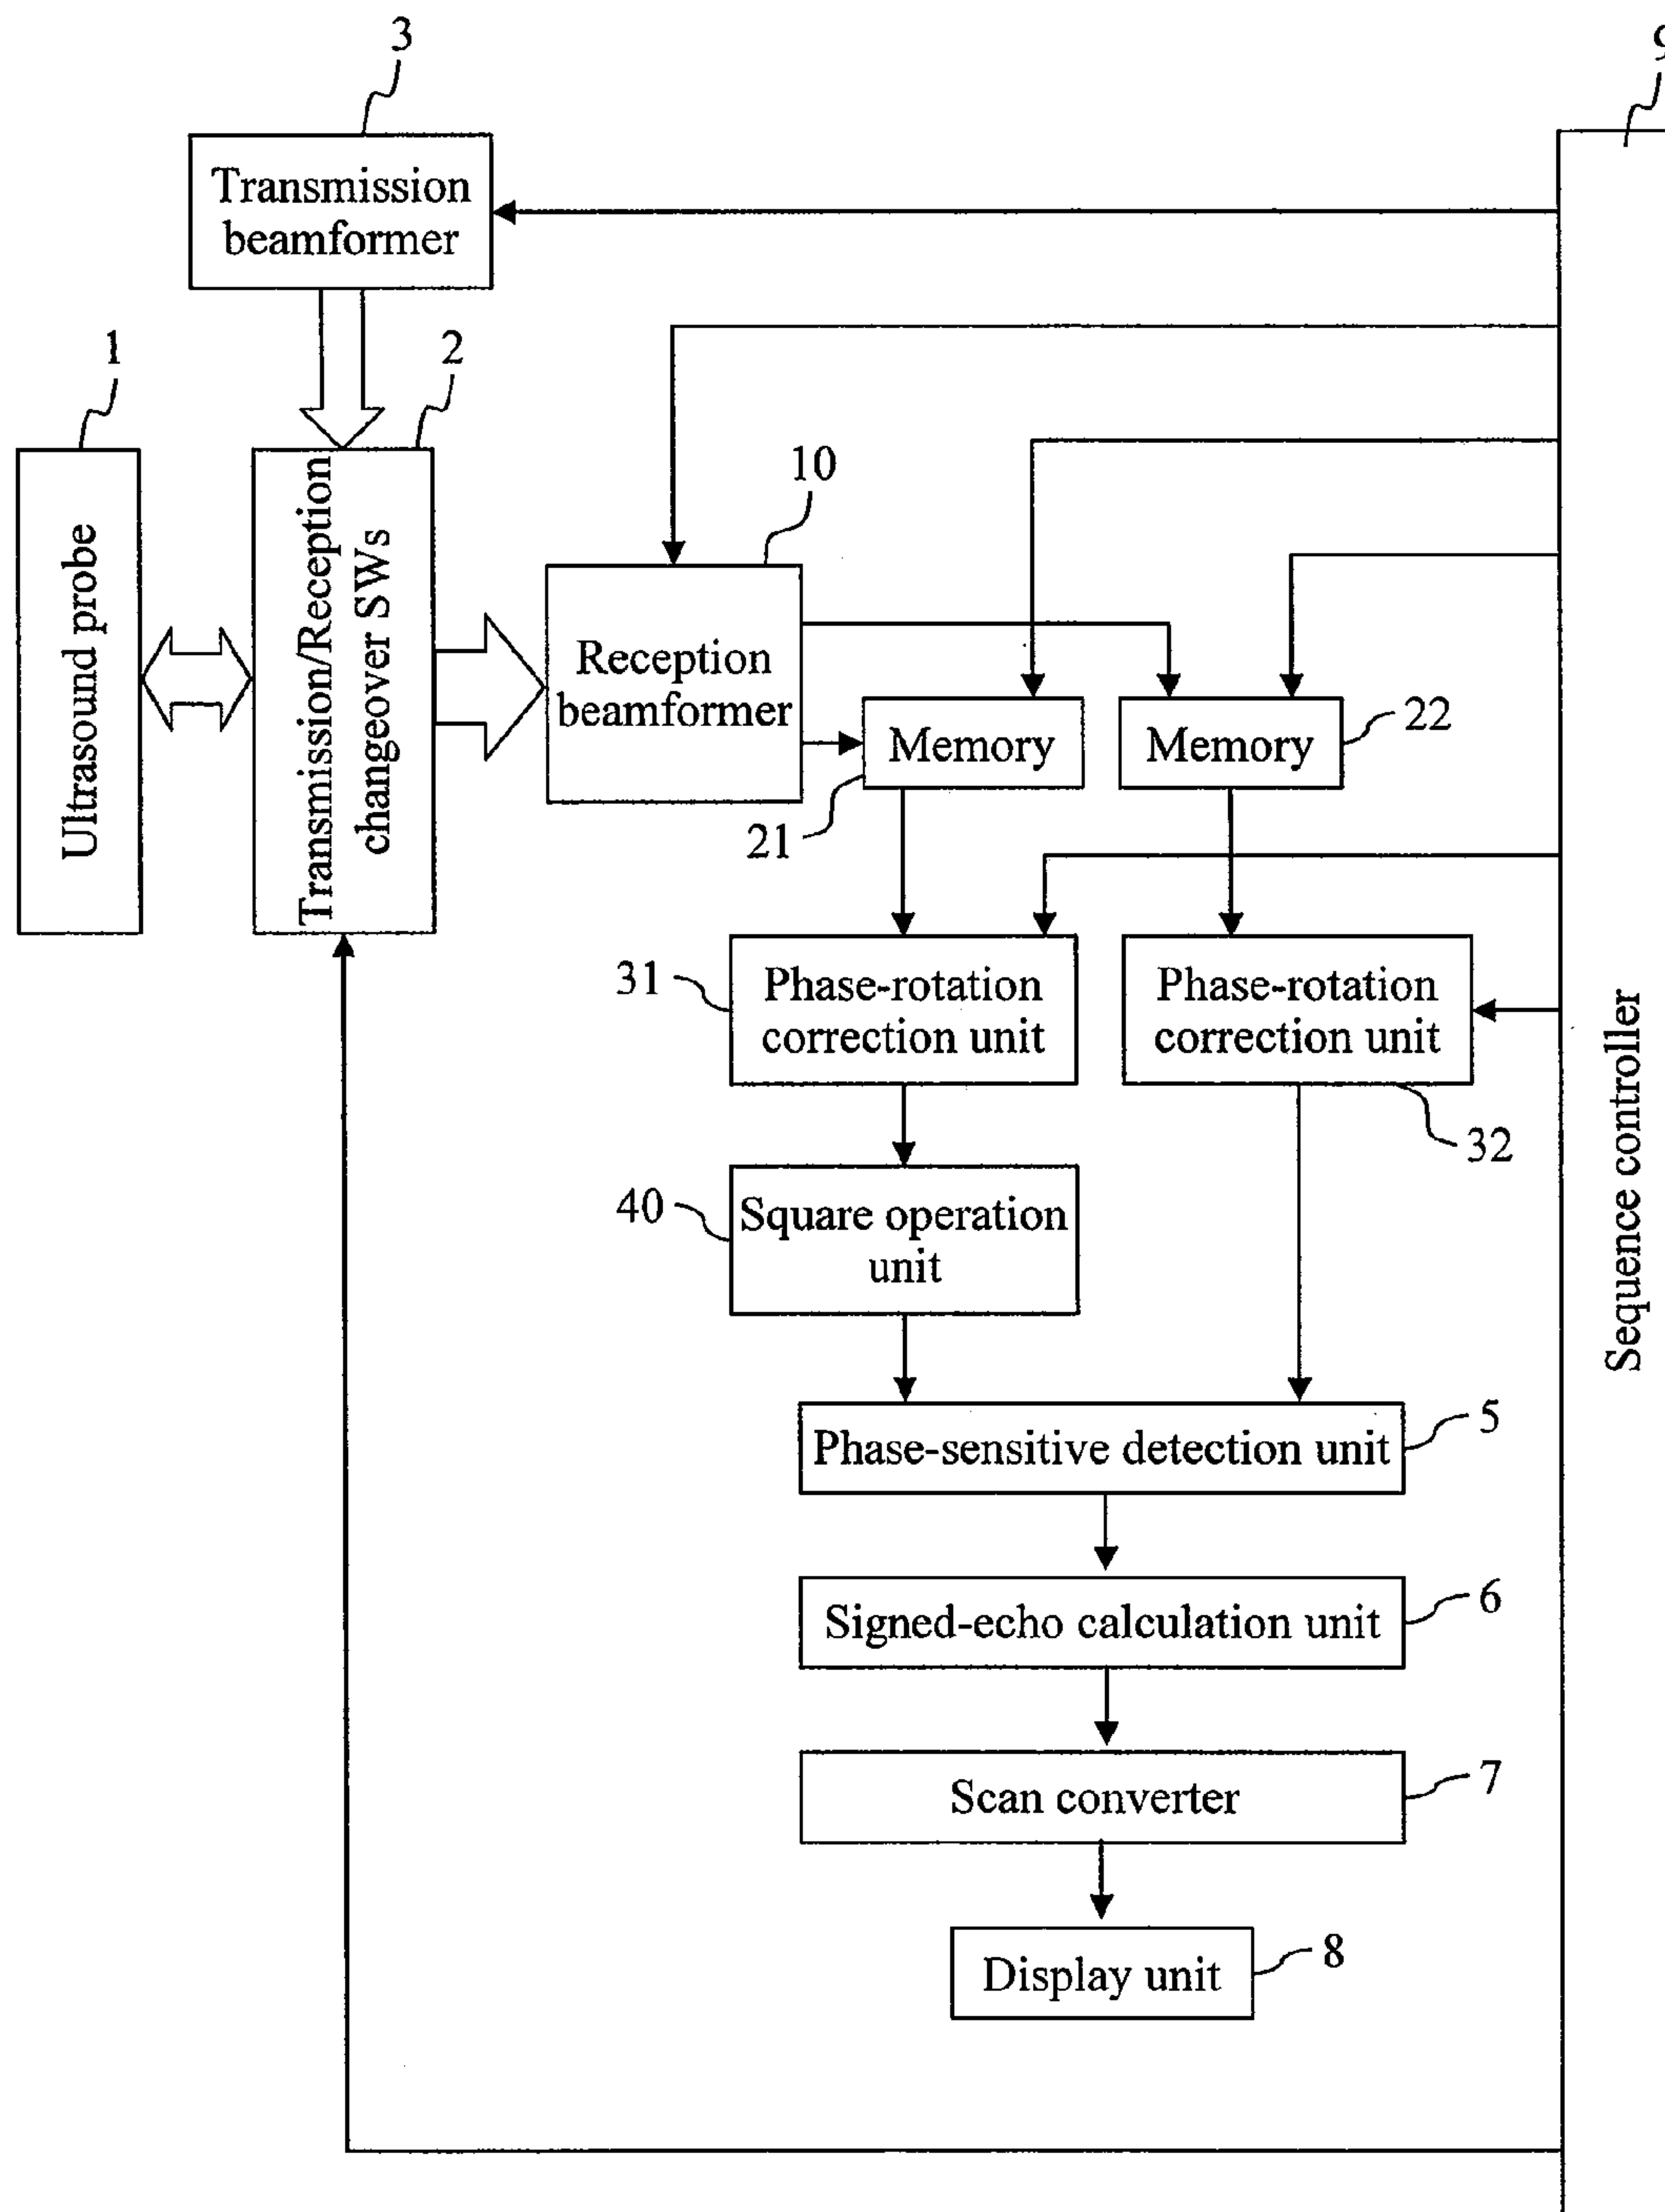 3
9
Transmission
beamformer
1
2
10
Ultrasound probe
Transmission/Reception
changeover SWs
Reception
beamformer
Memory
Memory
22
21
31
Phase-rotation
correction unit
Phase-rotation
correction unit
32
Sequence controller
40
Square operation
unit
5
Phase-sensitive detection unit
6
Signed-echo calculation unit
7
Scan converter
8
Display unit